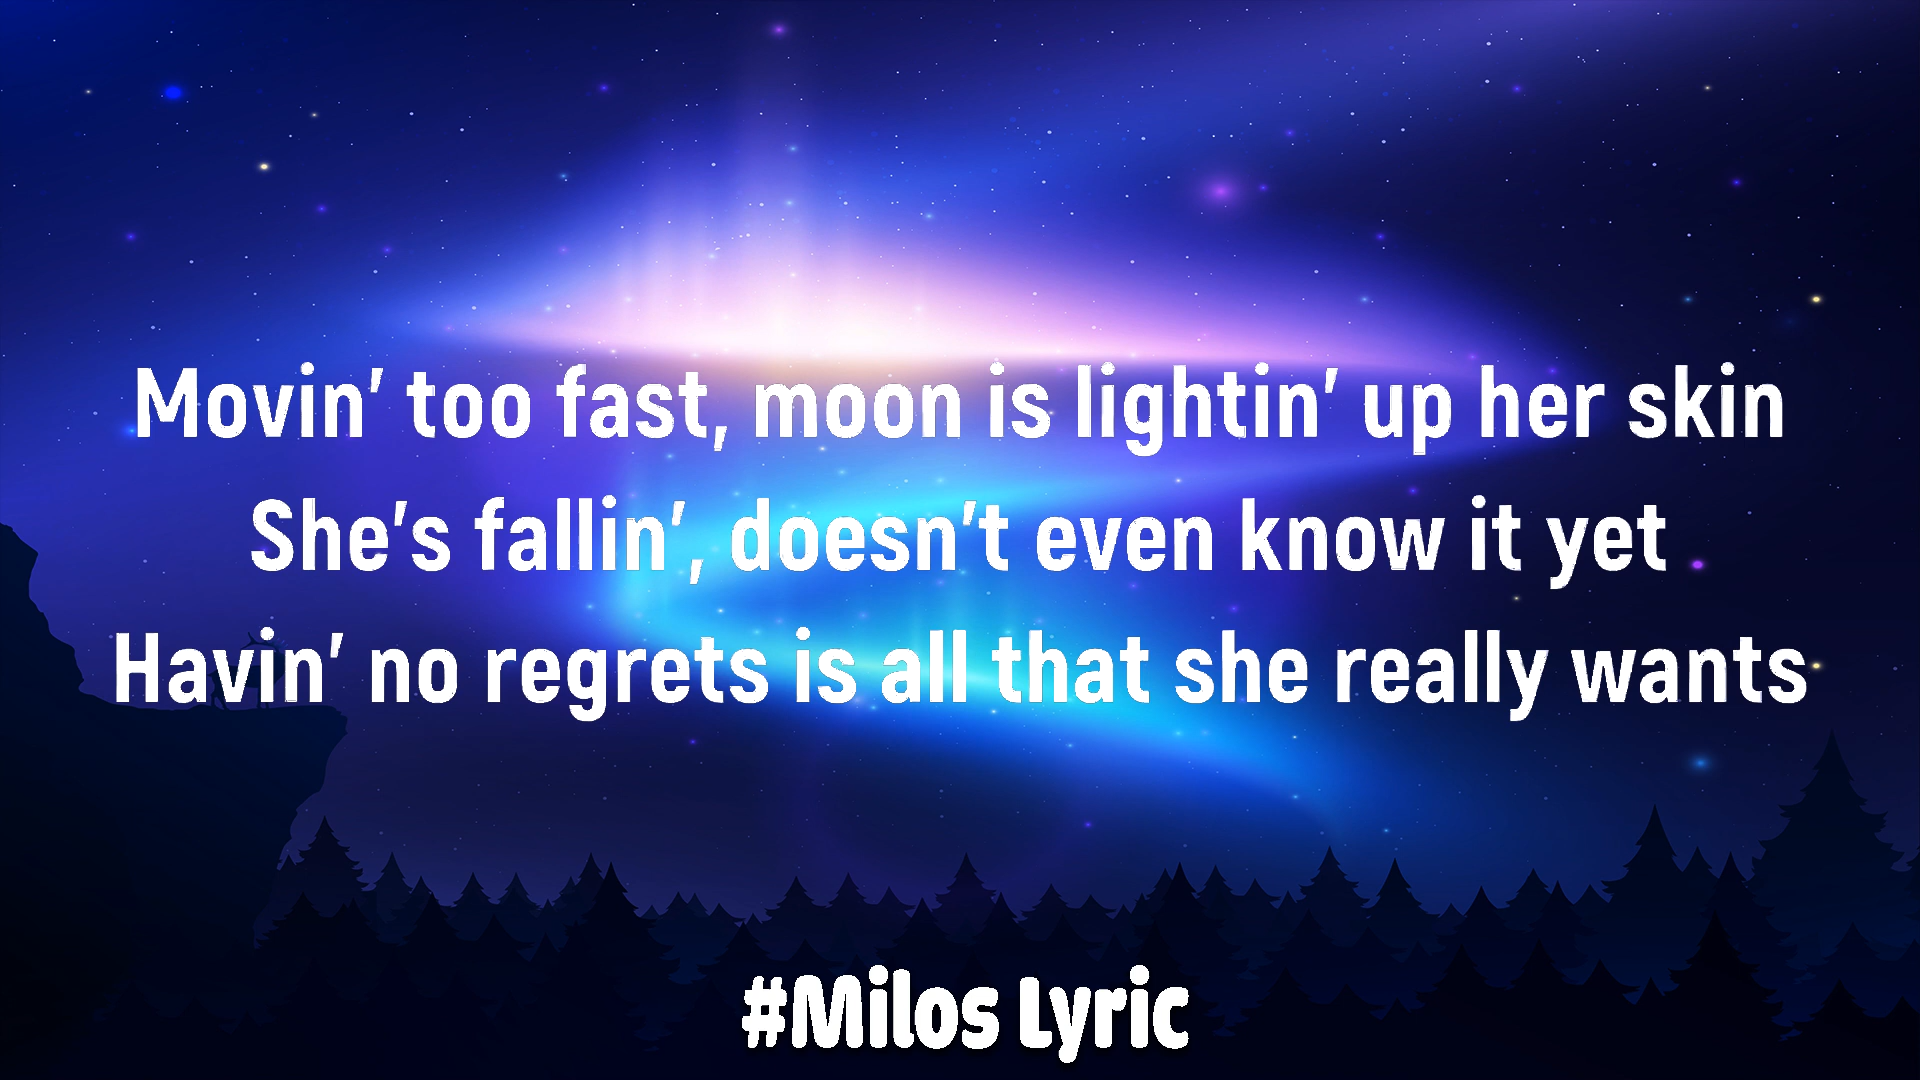 Movin’ too fast, moon is lightin’ up her skin
She’s fallin’, doesn’t even know it yet
Havin’ no regrets is all that she really wants
#Milos Lyric